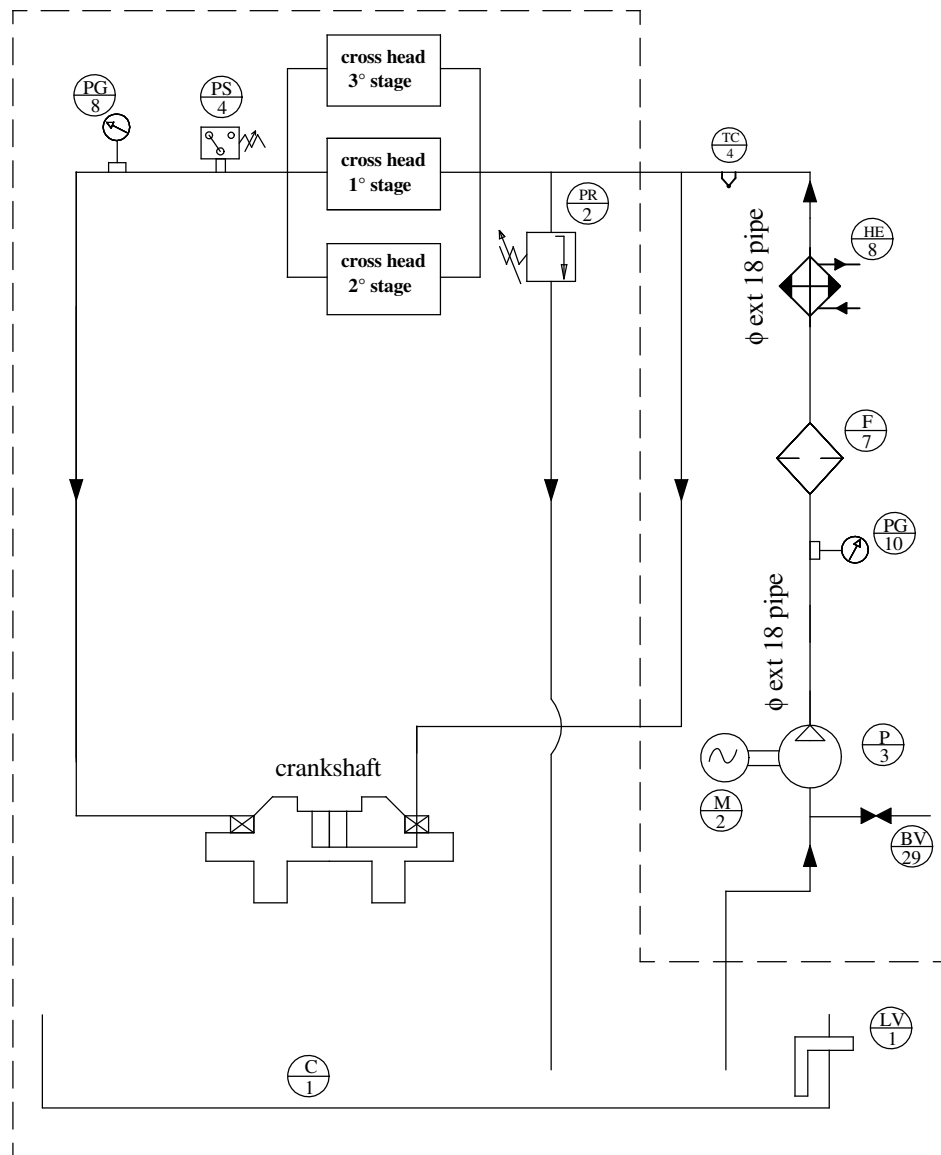 cross head
3° stage
PG
8
PS
4
cross head
1° stage
TC
4
PR
2
HE
8
cross head
2° stage
ϕ ext 18 pipe
F
7
PG
10
ϕ ext 18 pipe
P
3
crankshaft
M
2
BV
29
LV
1
C
1